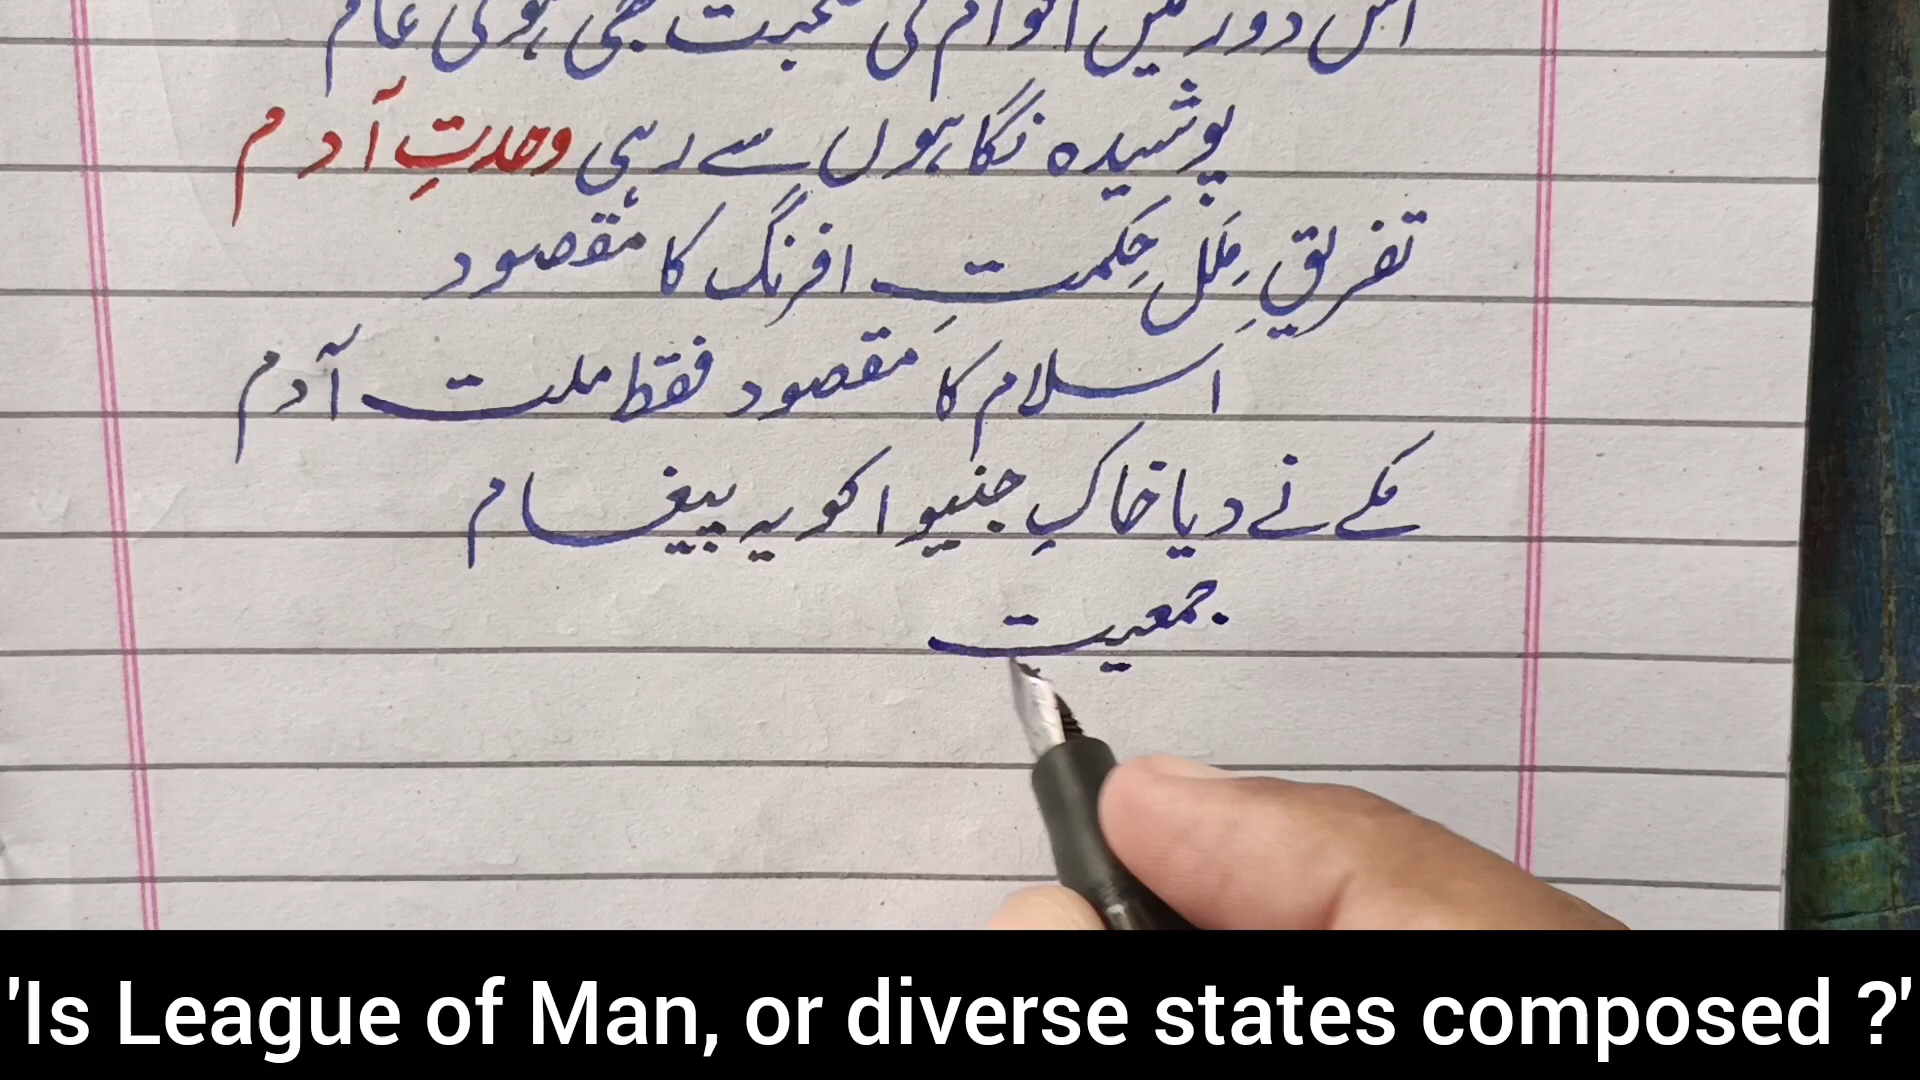 اس دور میں اقوام کی صحبت بھی ہوئی عام
پوشیدہ نگاہوں سے رہی وحدتِ آدم
تفریقِ مِلَل حِکمتِ افرنگ کا مقصود
اسلام کا مقصود فقط ملت آدم
مکے نے دیا خاکِ جنیوا کو یہ پیغام
جمعیت
'Is League of Man, or diverse states composed ?'